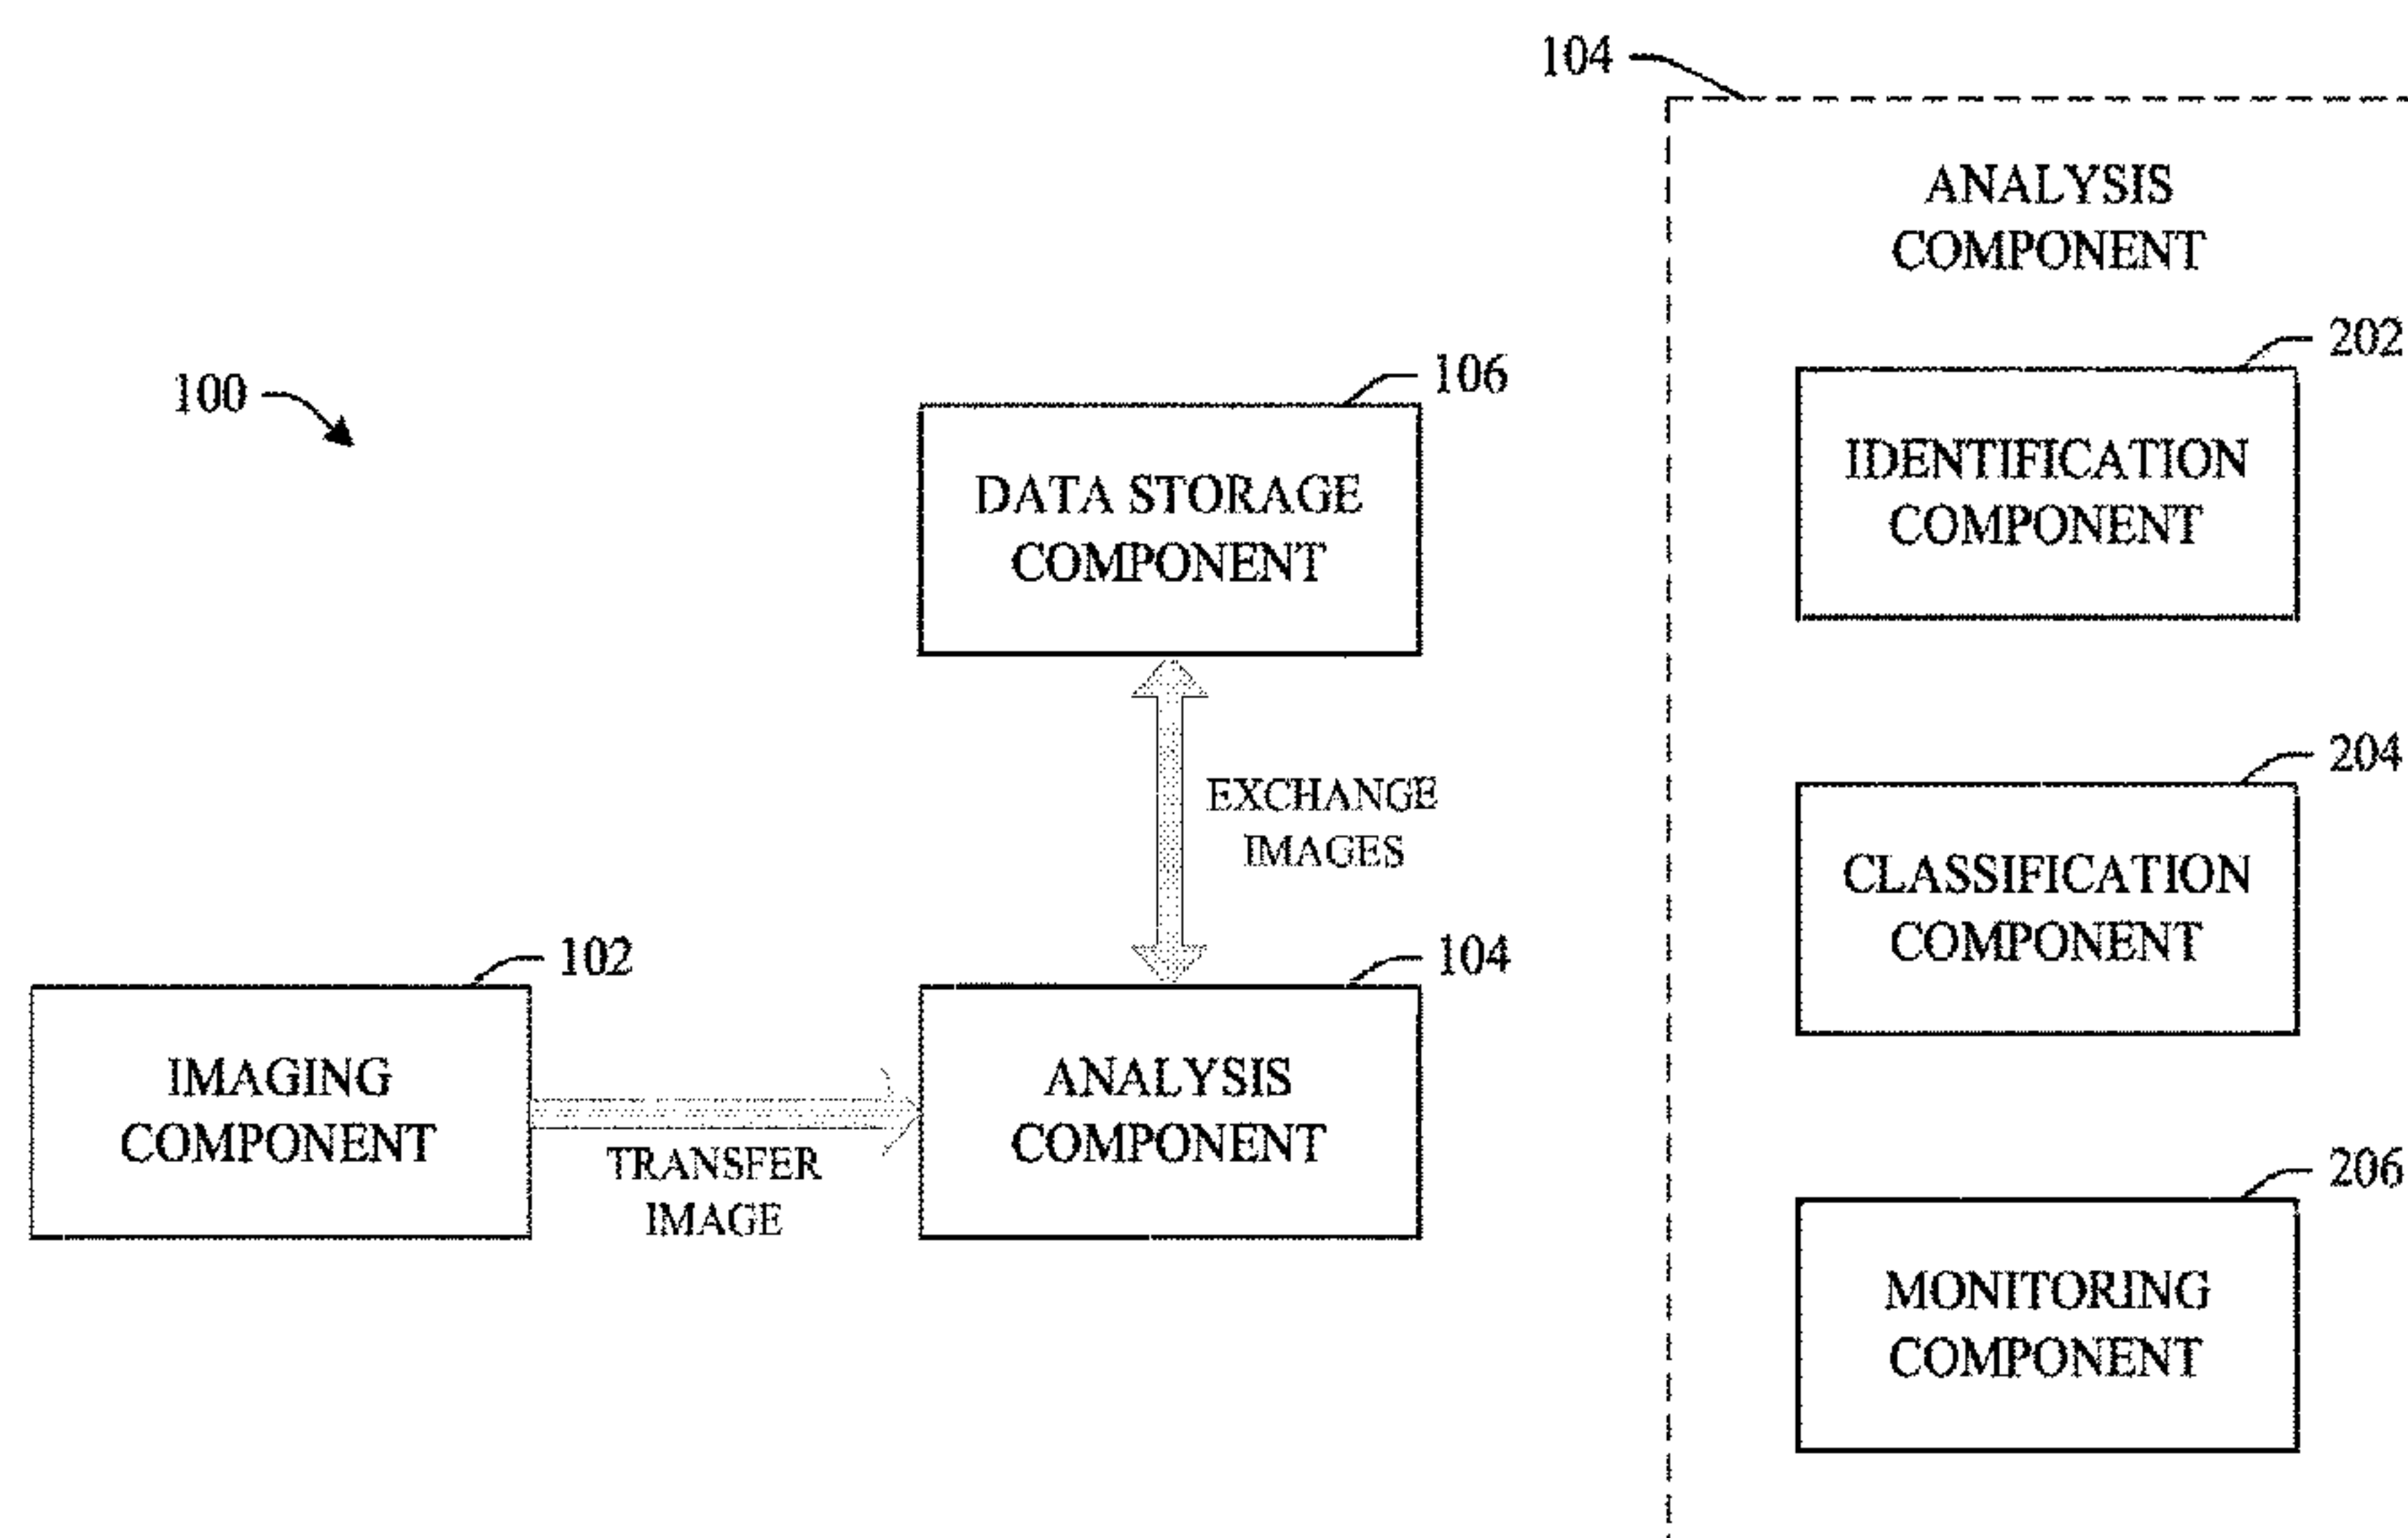 100
106
DATA STORAGE
COMPONENT
EXCHANGE
IMAGES
102
IMAGING
COMPONENT
TRANSFER
IMAGE
104
ANALYSIS
COMPONENT
104
ANALYSIS
COMPONENT
202
IDENTIFICATION
COMPONENT
204
CLASSIFICATION
COMPONENT
206
MONITORING
COMPONENT